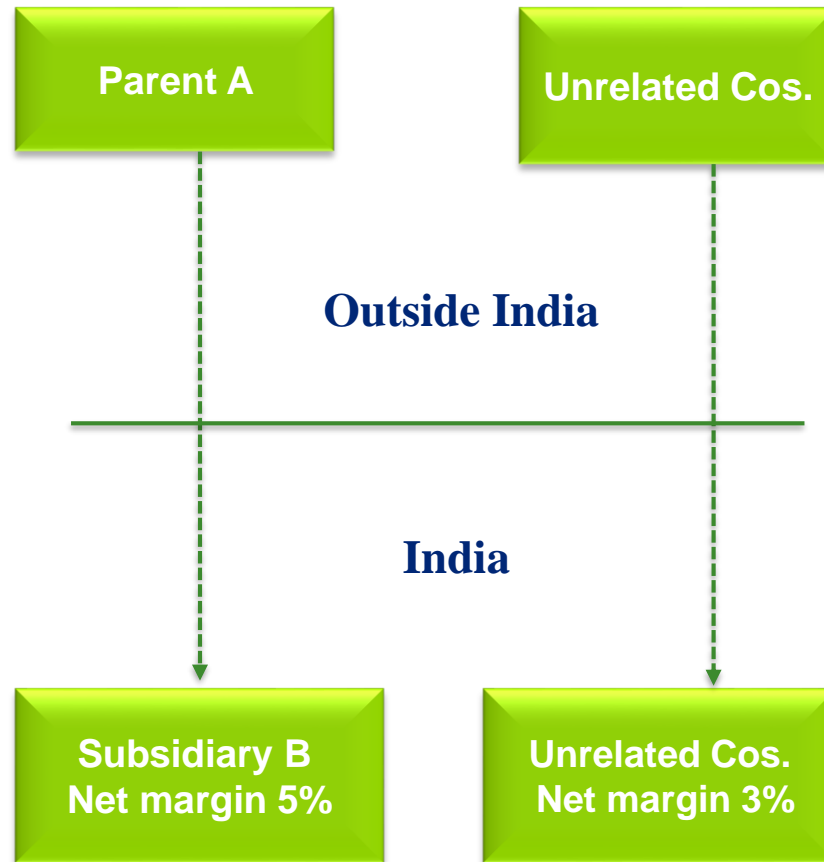 Parent A
Unrelated Cos.
Outside India
India
Subsidiary B
Net margin 5%
Unrelated Cos.
Net margin 3%